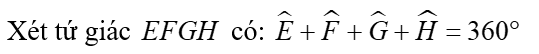 Xét tứ giác EFGH có: Ê + F̂ + Ĝ + Ĥ = 360°